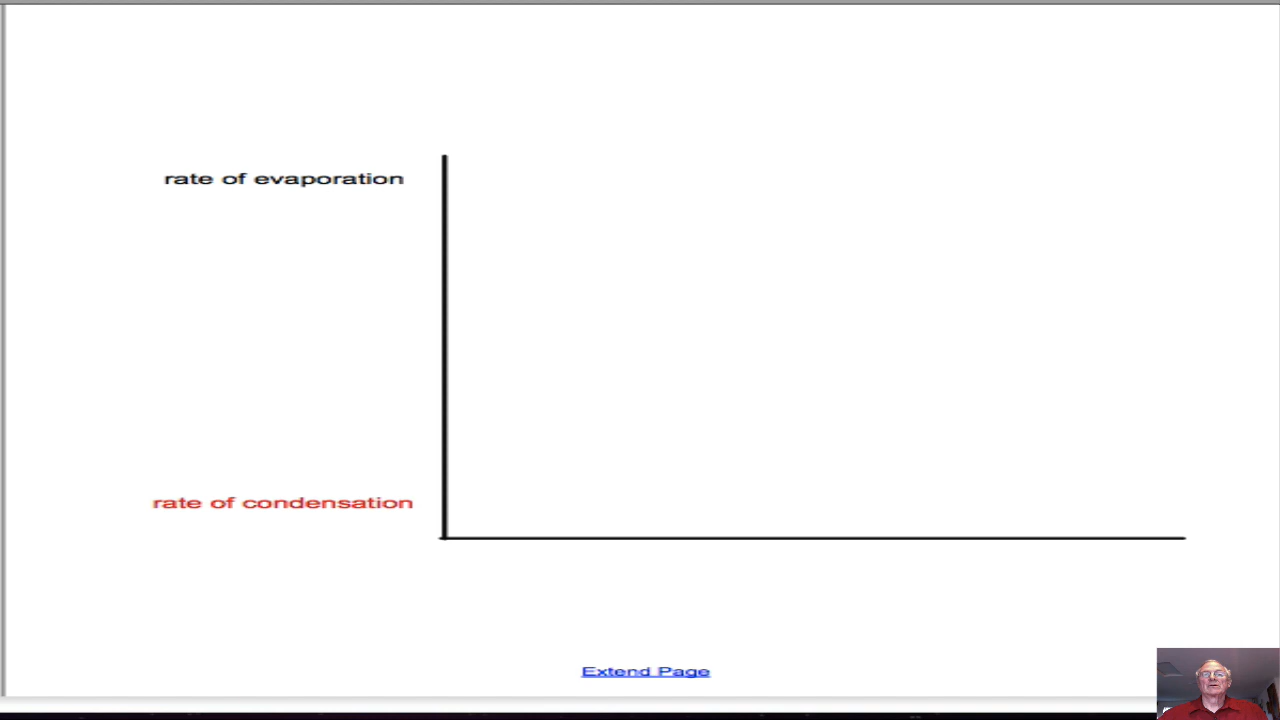 rate of evaporation
rate of condensation
Extend Page